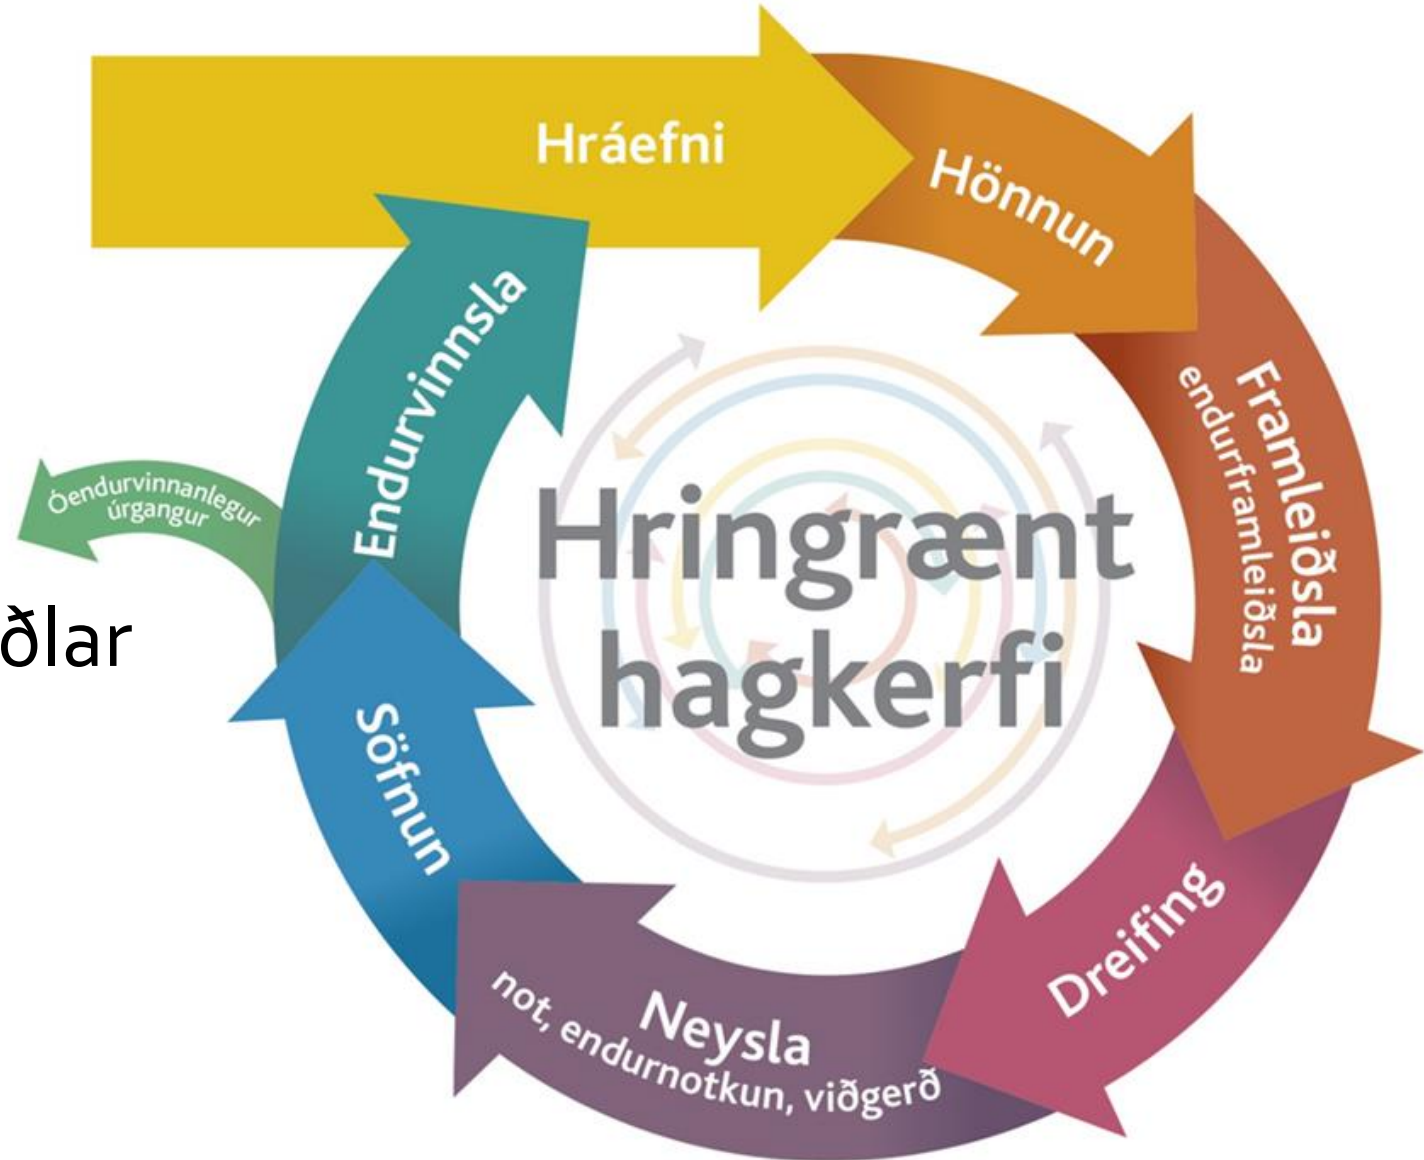 Hráefni
Hönnun
Framleiðsla
endurframleiðsla
Dreifing
Neysla
not, endurnotkun, viðgerð
Söfnun
Endurvinnsla
Óendurvinnanlegur
úrgangur
Hringrænt
hagkerfi
ðlar